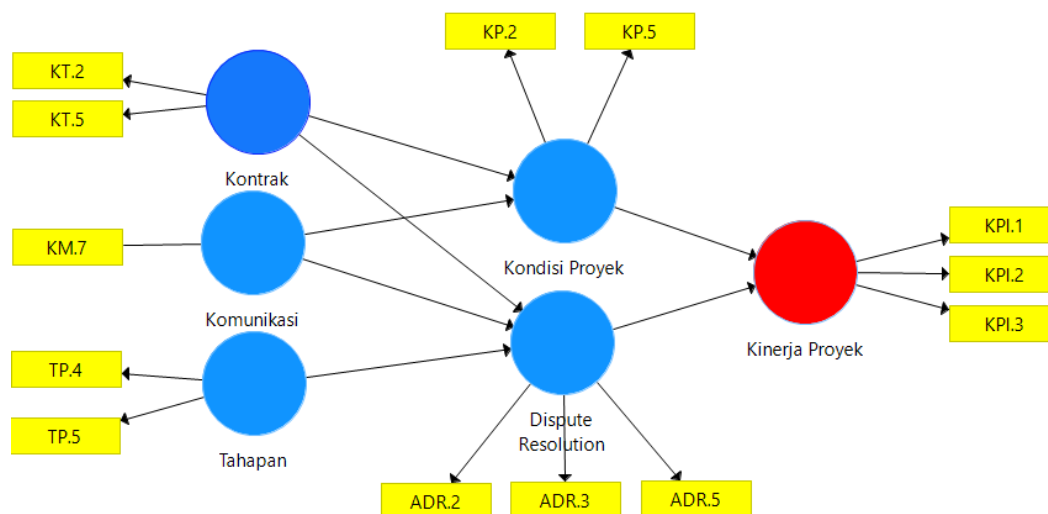 KP.2
KP.5
KT.2
KT.5
Kontrak
KM.7
Komunikasi
Kondisi Proyek
KPI.1
KPI.2
KPI.3
Kinerja Proyek
TP.4
TP.5
Tahapan
Dispute
Resolution
ADR.2
ADR.3
ADR.5